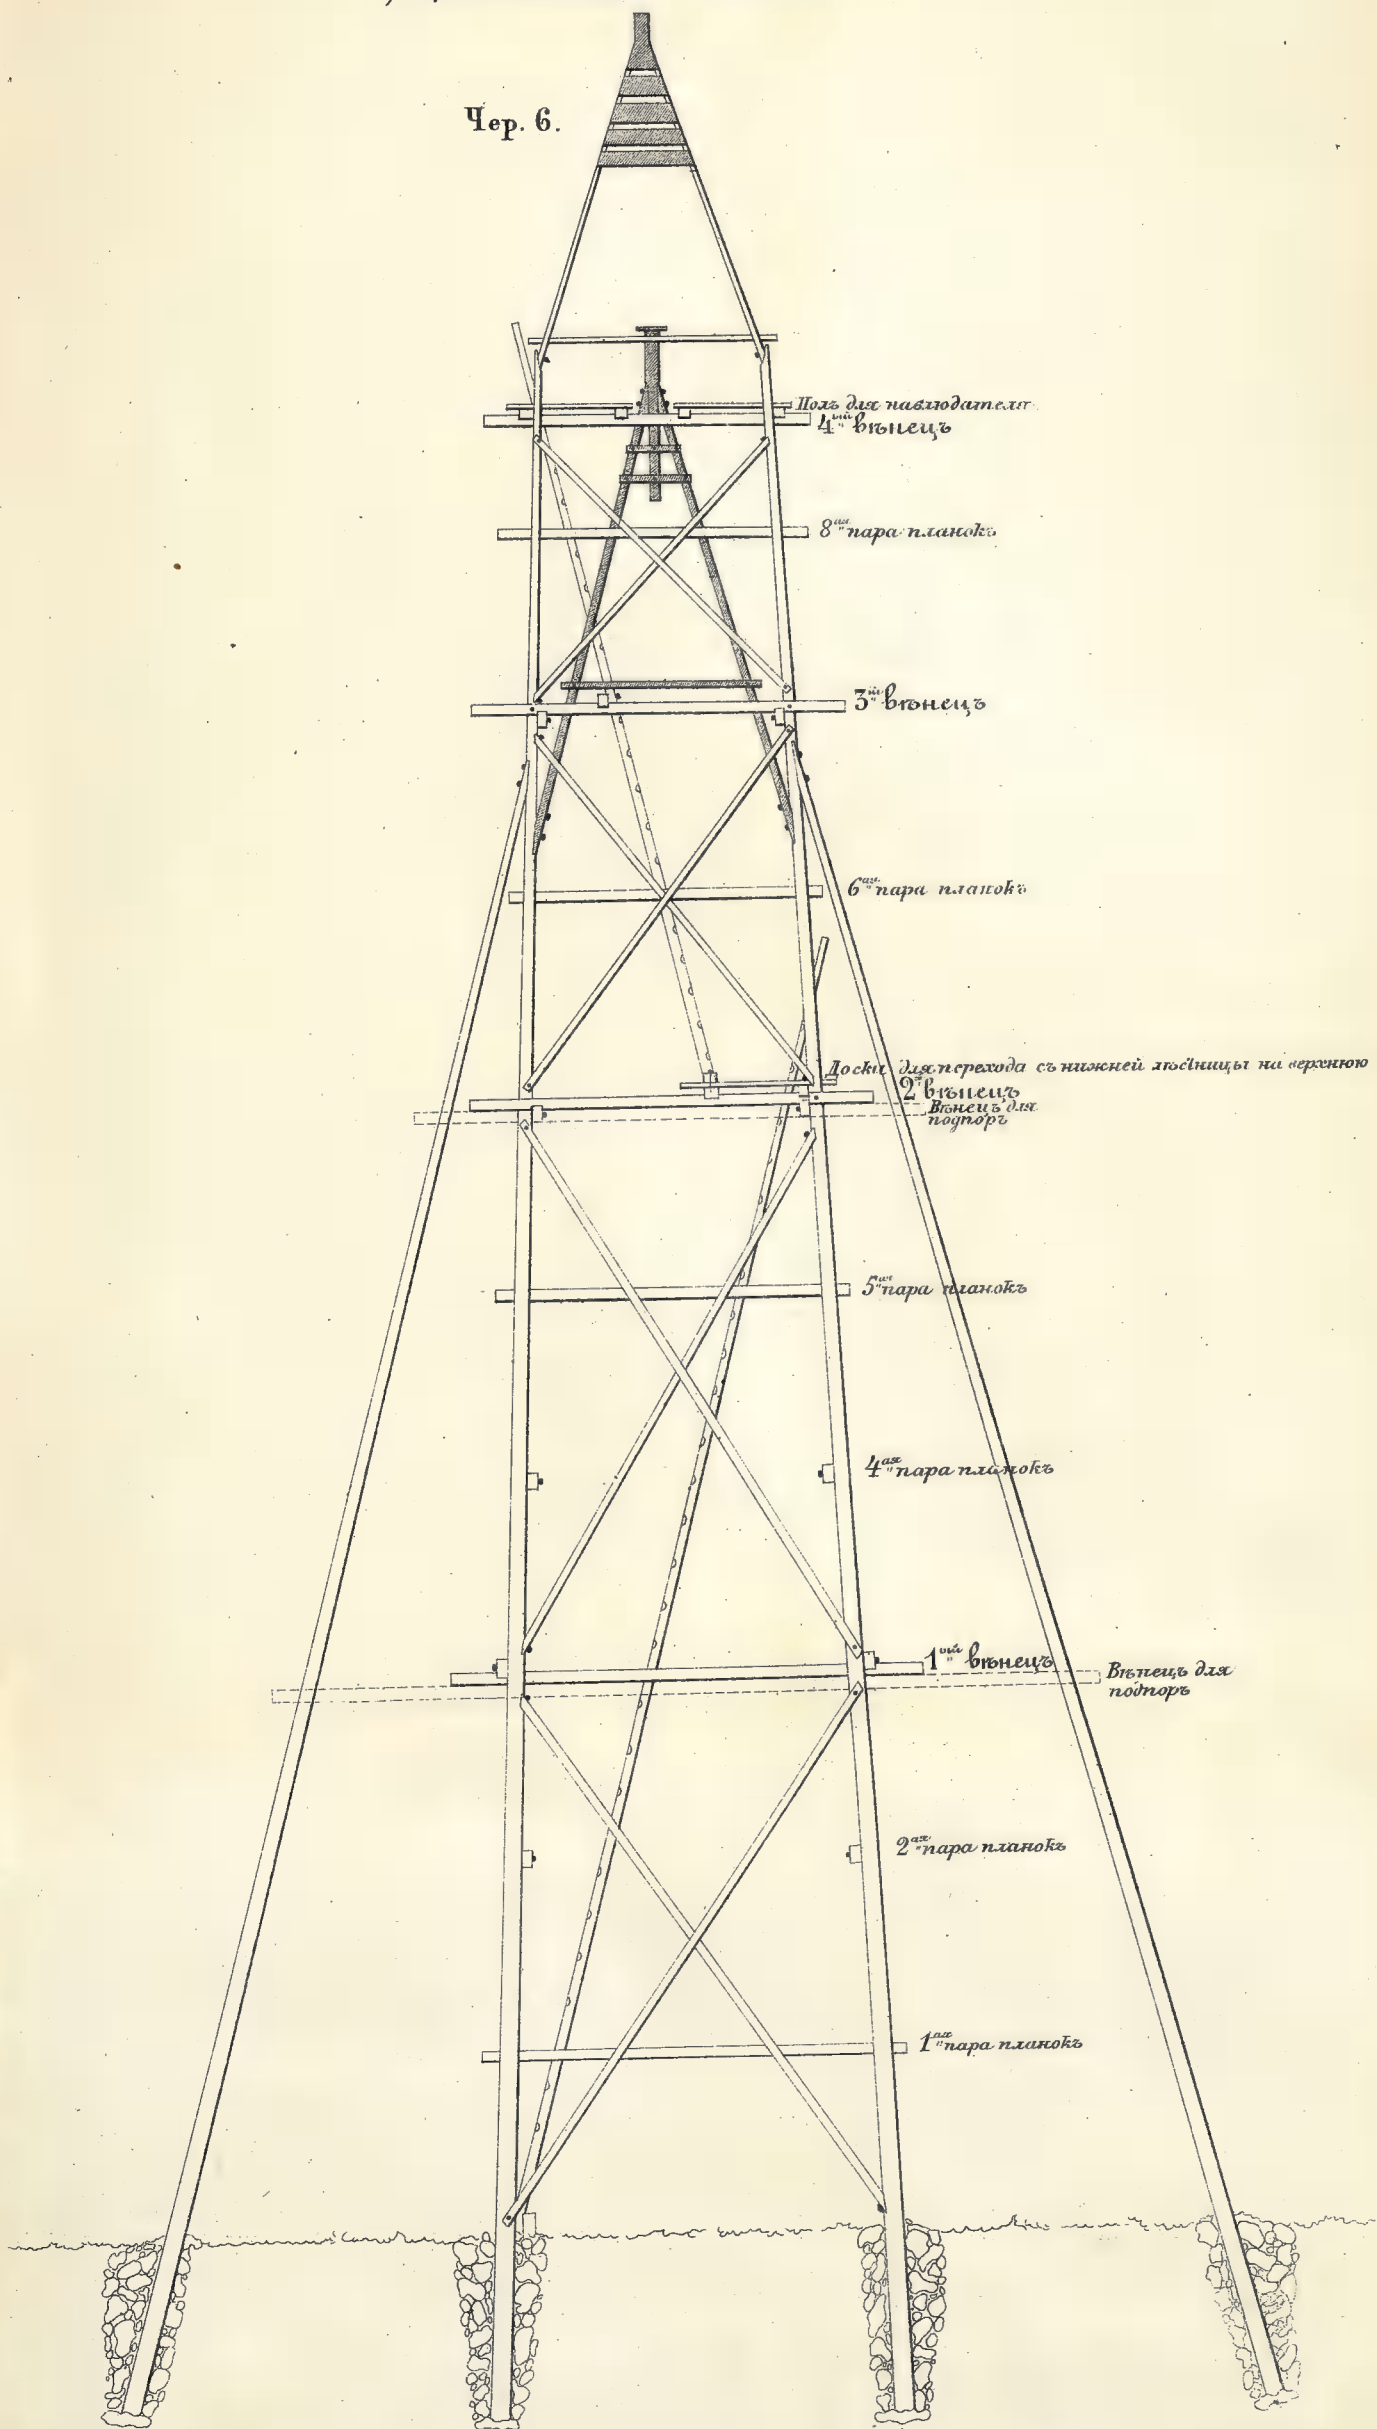 Чер. 6.
Полъ для наблюдателя
4ый вѣнецъ
8ая пара планокъ
3ій вѣнецъ
6ая пара планокъ
Доски для перехода съ нижней лѣсницы на верхнюю
2й вѣнецъ
Вѣнецъ для
подпоръ
5ая пара планокъ
4ая пара планокъ
1ый вѣнецъ
Вѣнецъ для
подпоръ
2ая пара планокъ
1ая пара планокъ